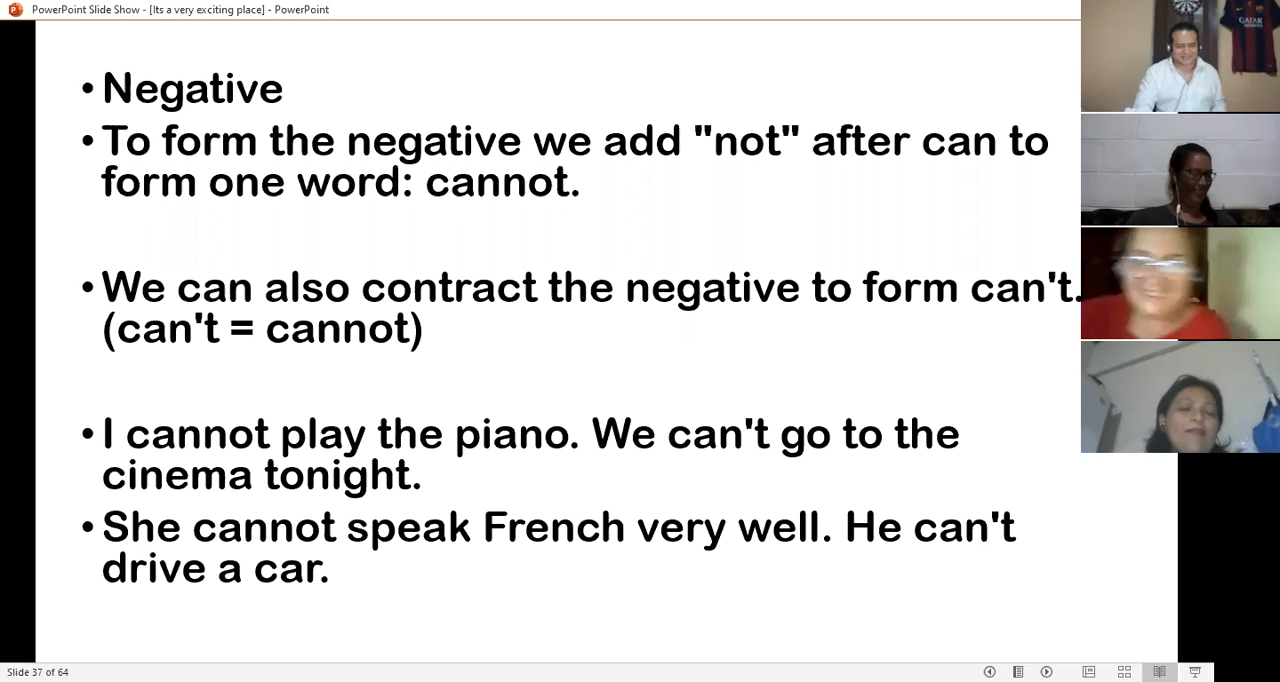 PowerPoint Slide Show - [Its a very exciting place] - PowerPoint
• Negative
• To form the negative we add "not" after can to
form one word: cannot.
• We can also contract the negative to form can't.
(can't = cannot)
• I cannot play the piano. We can't go to the
cinema tonight.
• She cannot speak French very well. He can't
drive a car.
QATAR
Slide 37 of 64